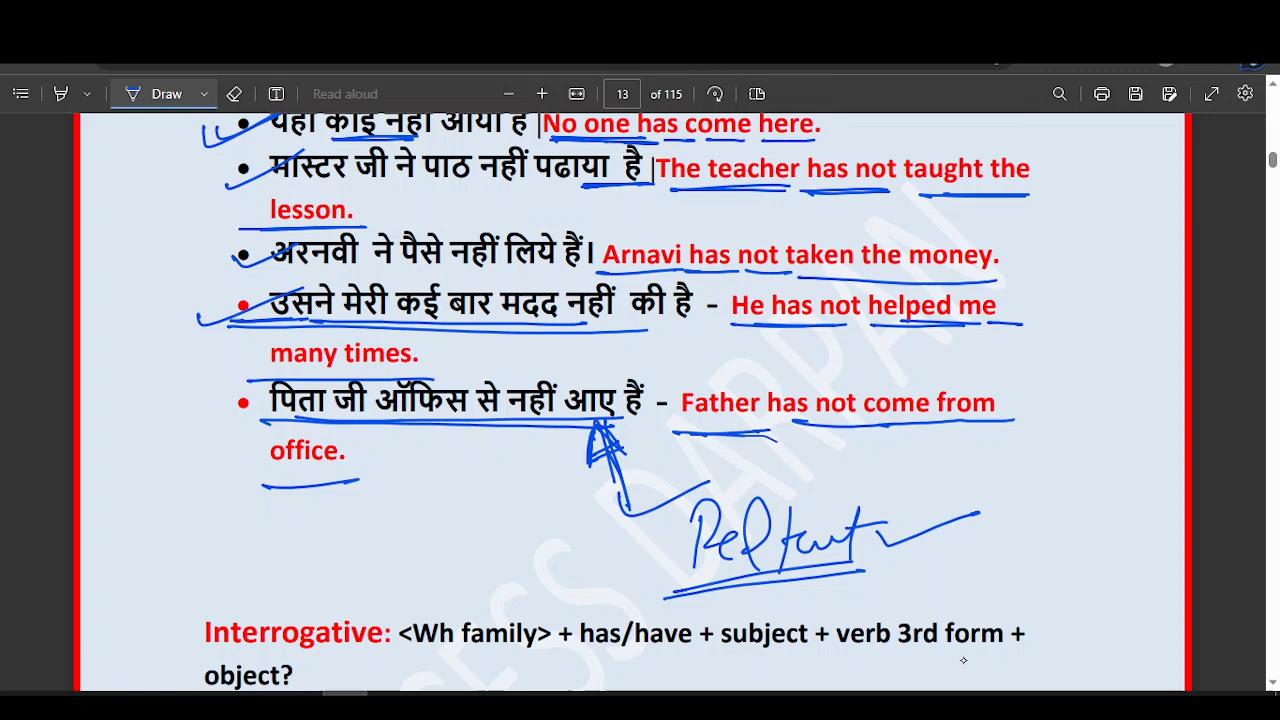 Draw
Read aloud
13 of 115
• यहाँ कोई नहीं आया है |No one has come here.
• मास्टर जी ने पाठ नहीं पढाया है |The teacher has not taught the
lesson.
• अरनवी ने पैसे नहीं लिये हैं। Arnavi has not taken the money.
• उसने मेरी कई बार मदद नहीं की है - He has not helped me
many times.
• पिता जी ऑफिस से नहीं आए हैं - Father has not come from
office.
Interrogative: <Wh family> + has/have + subject + verb 3rd form +
object?
ESS DARPAN